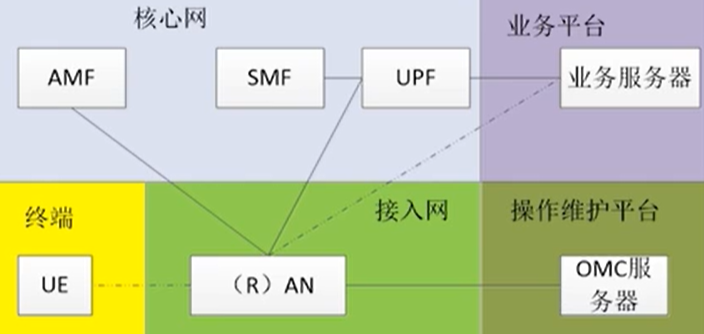 核心网
业务平台
AMF
SMF
UPF
业务服务器
终端
接入网
操作维护平台
UE
（R）AN
OMC服
务器